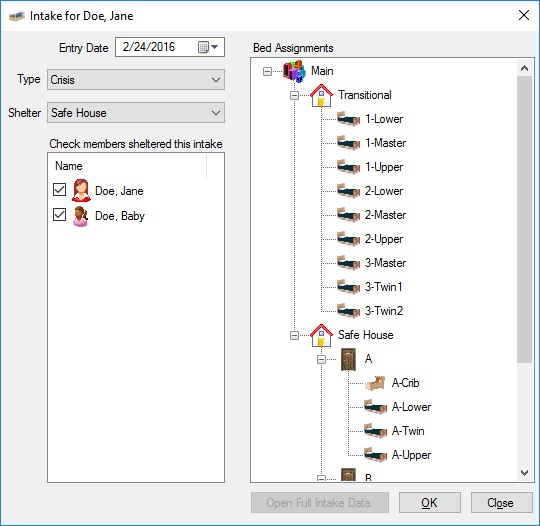 Intake for Doe, Jane
Entry Date 2/24/2016
Type Crisis
Shelter Safe House
Check members sheltered this intake
Name
Doe, Jane
Doe, Baby
Bed Assignments
Main
Transitional
1-Lower
1-Master
1-Upper
2-Lower
2-Master
2-Upper
3-Master
3-Twin1
3-Twin2
Safe House
A
A-Crib
A-Lower
A-Twin
A-Upper
B
Open Full Intake Data
OK
Close